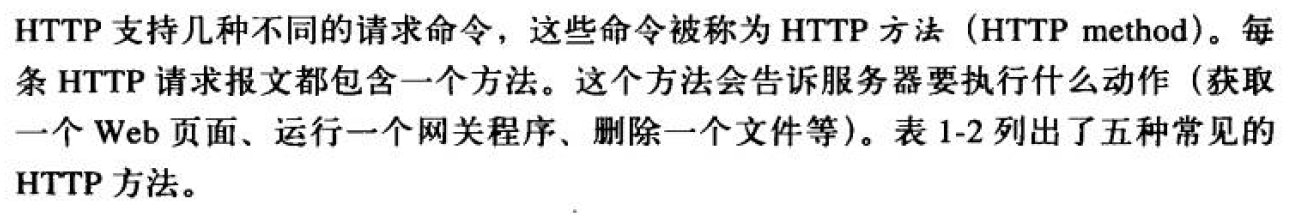 HTTP 支持几种不同的请求命令，这些命令被称为 HTTP 方法（HTTP method）。每
条 HTTP 请求报文都包含一个方法。这个方法会告诉服务器要执行什么动作（获取
一个 Web 页面、运行一个网关程序、删除一个文件等）。表 1-2 列出了五种常见的
HTTP 方法。